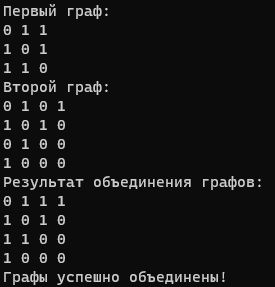 Первый граф:
0 1 1
1 0 1
1 1 0
Второй граф:
0 1 0 1
1 0 1 0
0 1 0 0
1 0 0 0
Результат объединения графов:
0 1 1 1
1 0 1 0
1 1 0 0
1 0 0 0
Графы успешно объединены!